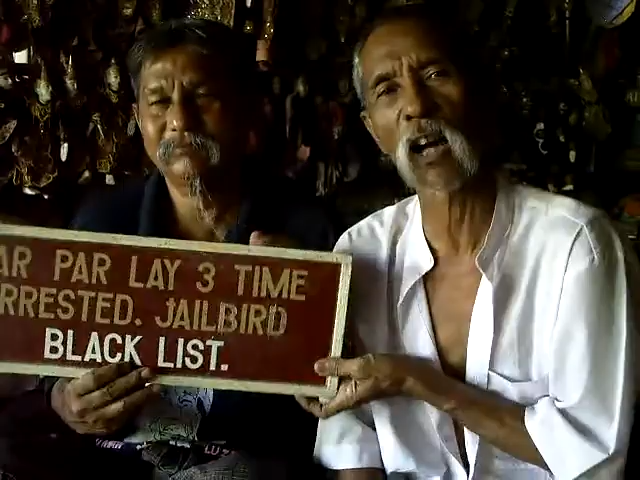 AR PAR LAY 3 TIME
RRESTED. JAILBIRD
BLACK LIST.